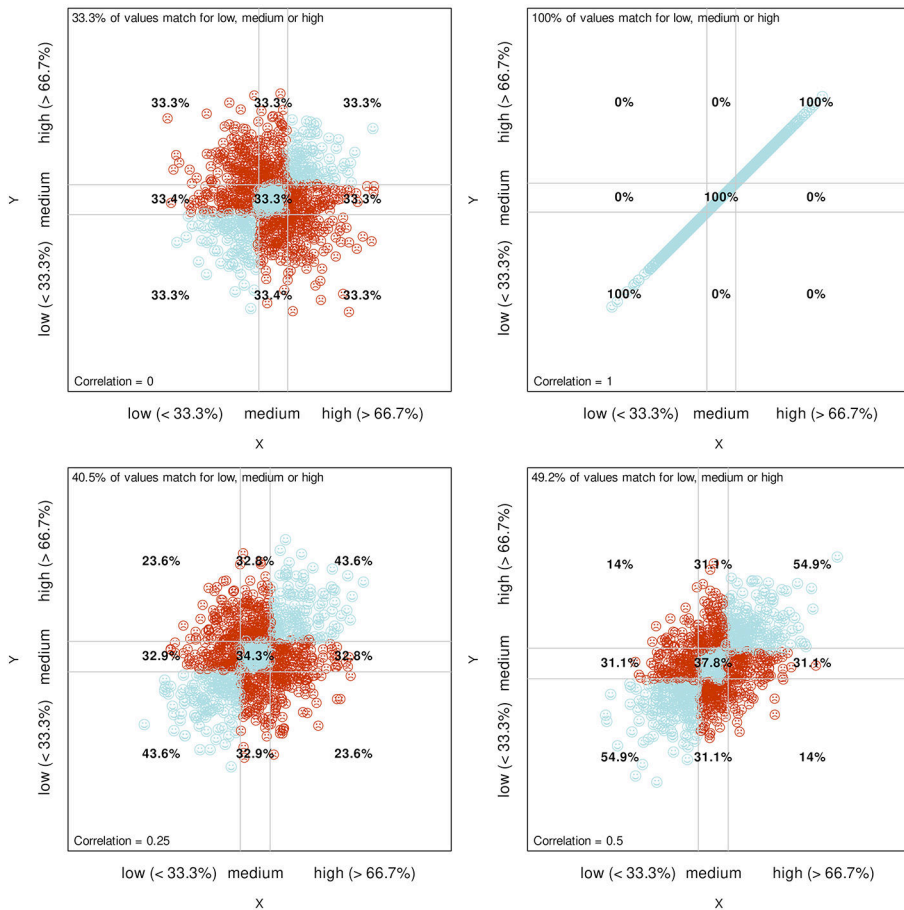 33.3% of values match for low, medium or high
high (> 66.7%)
33.3% 33.3% 33.3%
Y
medium
33.4% 33.3% 33.3%
low (< 33.3%)
33.3% 33.4% 33.3%
Correlation = 0
low (< 33.3%) medium high (> 66.7%)
X
100% of values match for low, medium or high
high (> 66.7%)
0% 0% 100%
Y
medium
0% 100% 0%
low (< 33.3%)
100% 0% 0%
Correlation = 1
low (< 33.3%) medium high (> 66.7%)
X
40.5% of values match for low, medium or high
high (> 66.7%)
23.6% 32.8% 43.6%
Y
medium
32.9% 34.3% 32.8%
low (< 33.3%)
43.6% 32.9% 23.6%
Correlation = 0.25
low (< 33.3%) medium high (> 66.7%)
X
49.2% of values match for low, medium or high
high (> 66.7%)
14% 31.1% 54.9%
Y
medium
31.1% 37.8% 31.1%
low (< 33.3%)
54.9% 31.1% 14%
Correlation = 0.5
low (< 33.3%) medium high (> 66.7%)
X